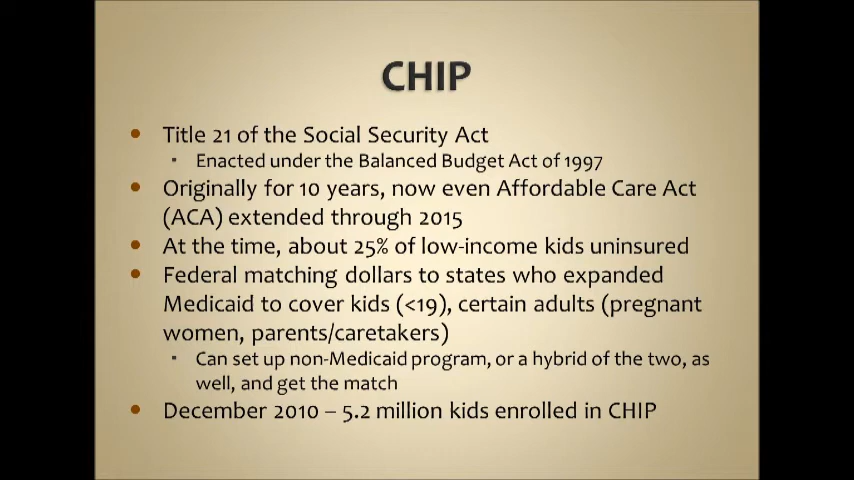 CHIP
• Title 21 of the Social Security Act
▪ Enacted under the Balanced Budget Act of 1997
• Originally for 10 years, now even Affordable Care Act
(ACA) extended through 2015
• At the time, about 25% of low-income kids uninsured
• Federal matching dollars to states who expanded
Medicaid to cover kids (<19), certain adults (pregnant
women, parents/caretakers)
▪ Can set up non-Medicaid program, or a hybrid of the two, as
well, and get the match
• December 2010 – 5.2 million kids enrolled in CHIP